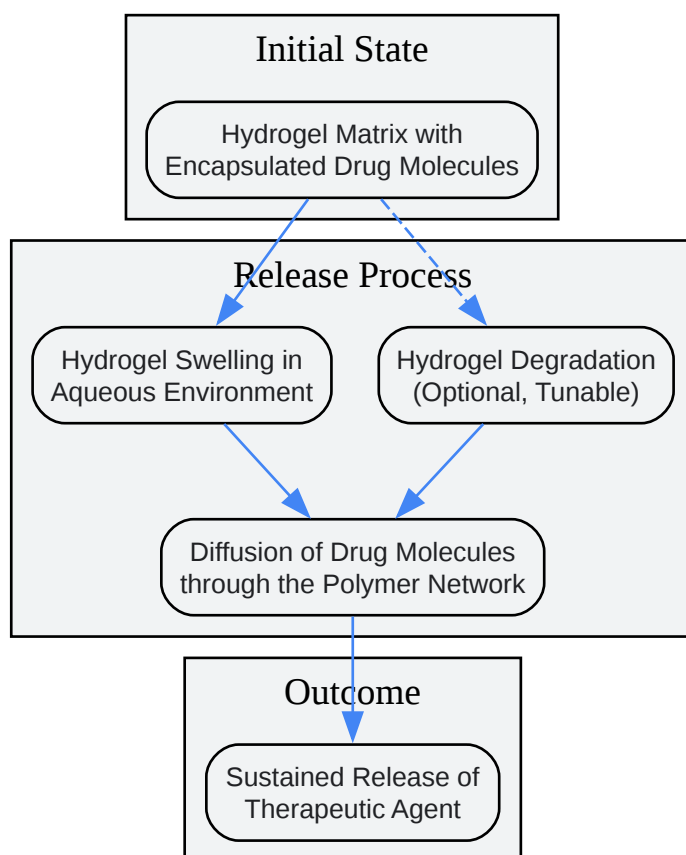 Initial State
Hydrogel Matrix with
Encapsulated Drug Molecules
Release Process
Hydrogel Swelling in
Aqueous Environment
Hydrogel Degradation
(Optional, Tunable)
Diffusion of Drug Molecules
through the Polymer Network
Outcome
Sustained Release of
Therapeutic Agent